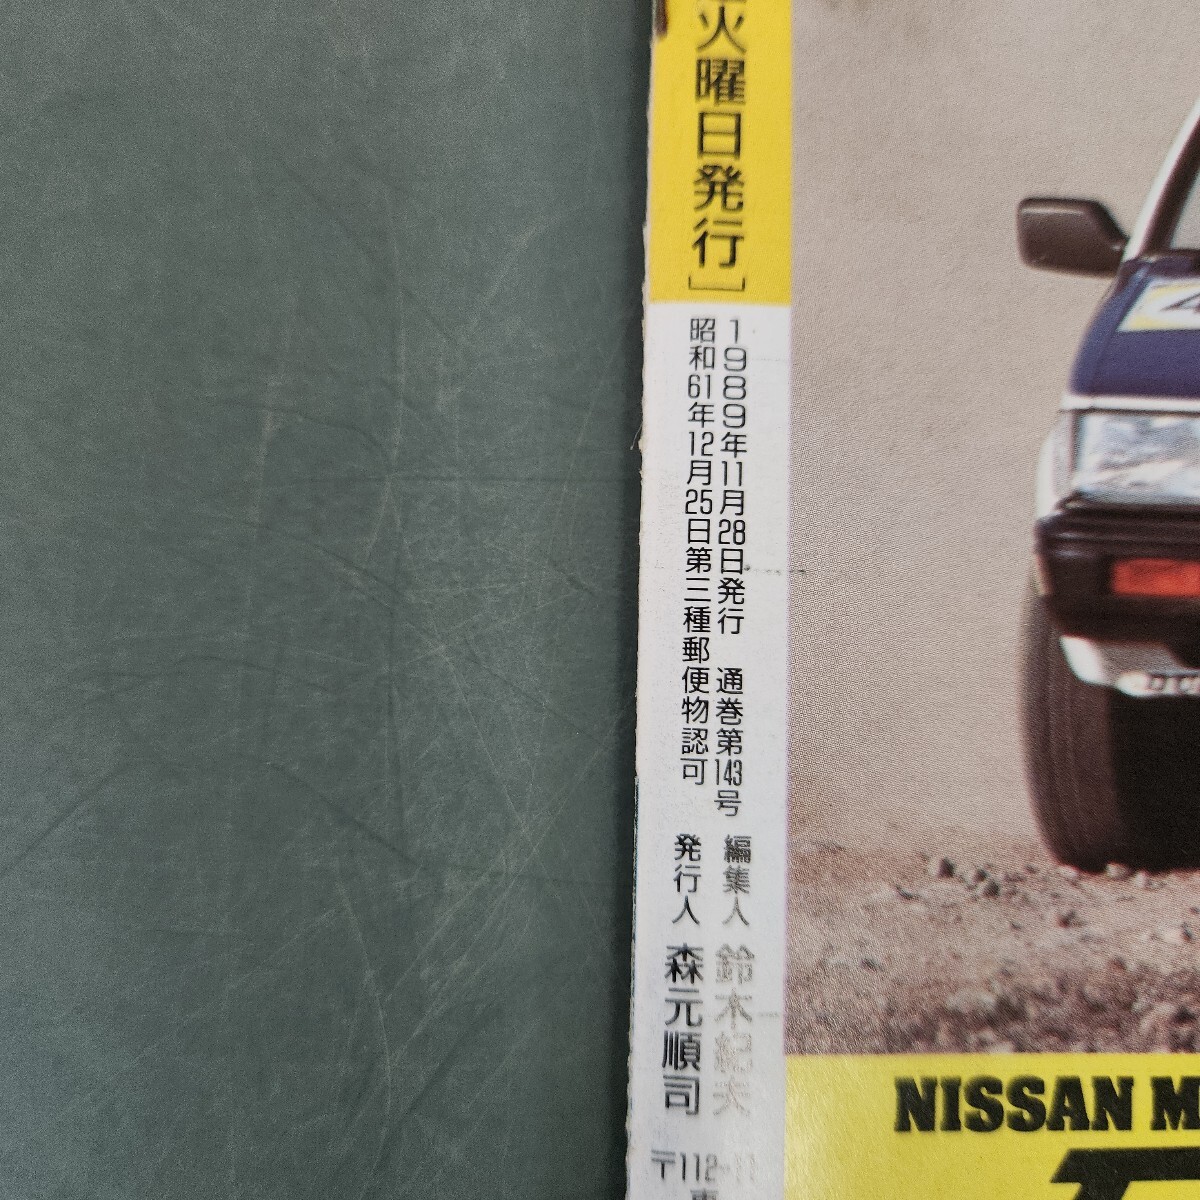 火曜日発行］
1989年11月28日発行　通巻第143号
昭和61年12月25日第三種郵便物認可
編集人　鈴木紀夫
発行人　森元順司
〒112-
4
NISSAN M